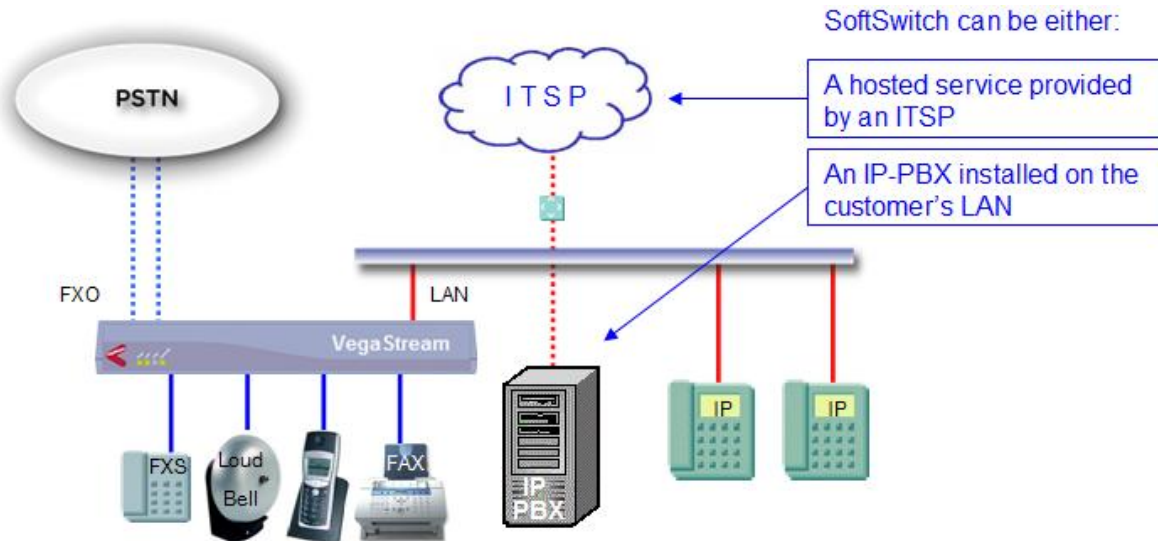 SoftSwitch can be either:
PSTN
I T S P
A hosted service provided
by an ITSP
An IP-PBX installed on the
customer's LAN
FXO
LAN
VegaStream
FXS
Loud
Bell
FAX
IP
PBX
IP
IP